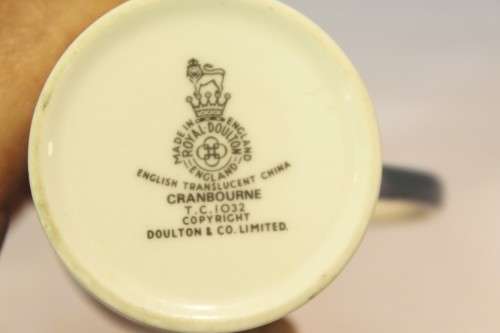 MADE IN ENGLAND
ROYAL·DOULTON
ENGLAND
ENGLISH TRANSLUCENT CHINA
CRANBOURNE
T.C.1032
COPYRIGHT
DOULTON & CO. LIMITED.